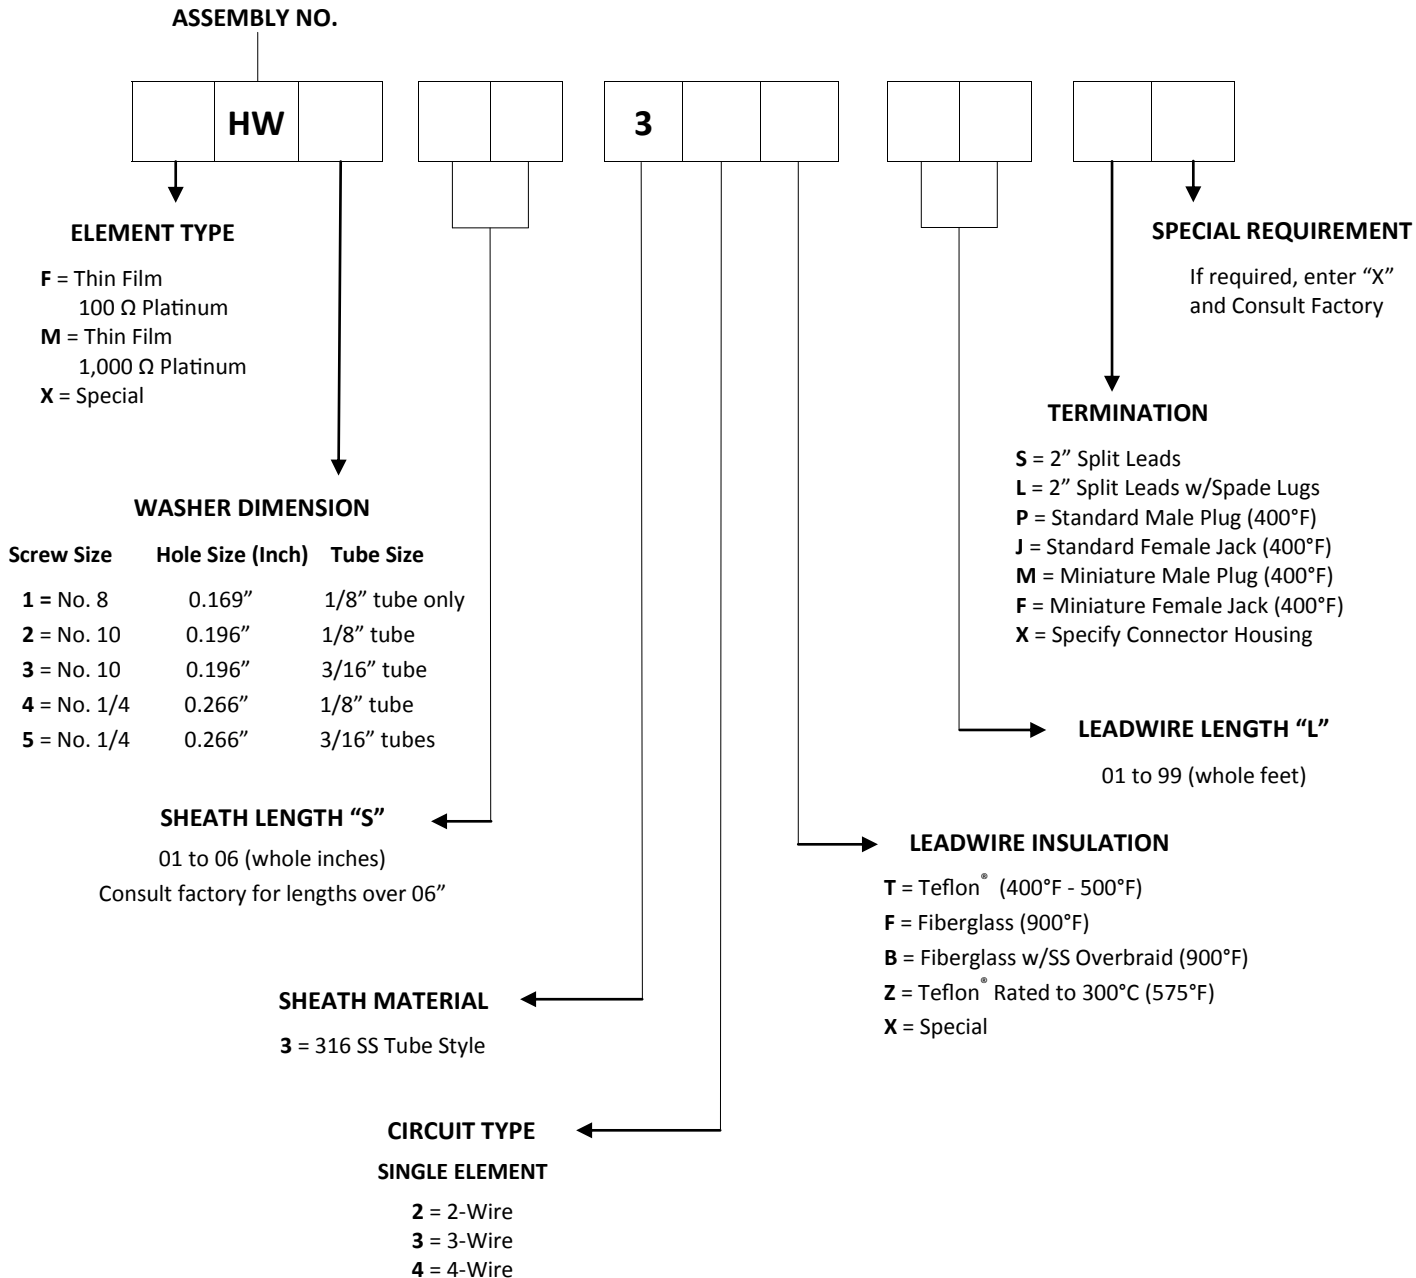 ASSEMBLY NO.
HW
3
ELEMENT TYPE
F = Thin Film
100 Ω Platinum
M = Thin Film
1,000 Ω Platinum
X = Special
SPECIAL REQUIREMENT
If required, enter “X”
and Consult Factory
TERMINATION
S = 2” Split Leads
L = 2” Split Leads w/Spade Lugs
P = Standard Male Plug (400°F)
J = Standard Female Jack (400°F)
M = Miniature Male Plug (400°F)
F = Miniature Female Jack (400°F)
X = Specify Connector Housing
WASHER DIMENSION
Screw Size Hole Size (Inch) Tube Size
1 = No. 8 0.169” 1/8” tube only
2 = No. 10 0.196” 1/8” tube
3 = No. 10 0.196” 3/16” tube
4 = No. 1/4 0.266” 1/8” tube
5 = No. 1/4 0.266” 3/16” tubes
LEADWIRE LENGTH “L”
01 to 99 (whole feet)
SHEATH LENGTH “S”
01 to 06 (whole inches)
Consult factory for lengths over 06”
LEADWIRE INSULATION
T = Teflon® (400°F - 500°F)
F = Fiberglass (900°F)
B = Fiberglass w/SS Overbraid (900°F)
Z = Teflon® Rated to 300°C (575°F)
X = Special
SHEATH MATERIAL
3 = 316 SS Tube Style
CIRCUIT TYPE
SINGLE ELEMENT
2 = 2-Wire
3 = 3-Wire
4 = 4-Wire